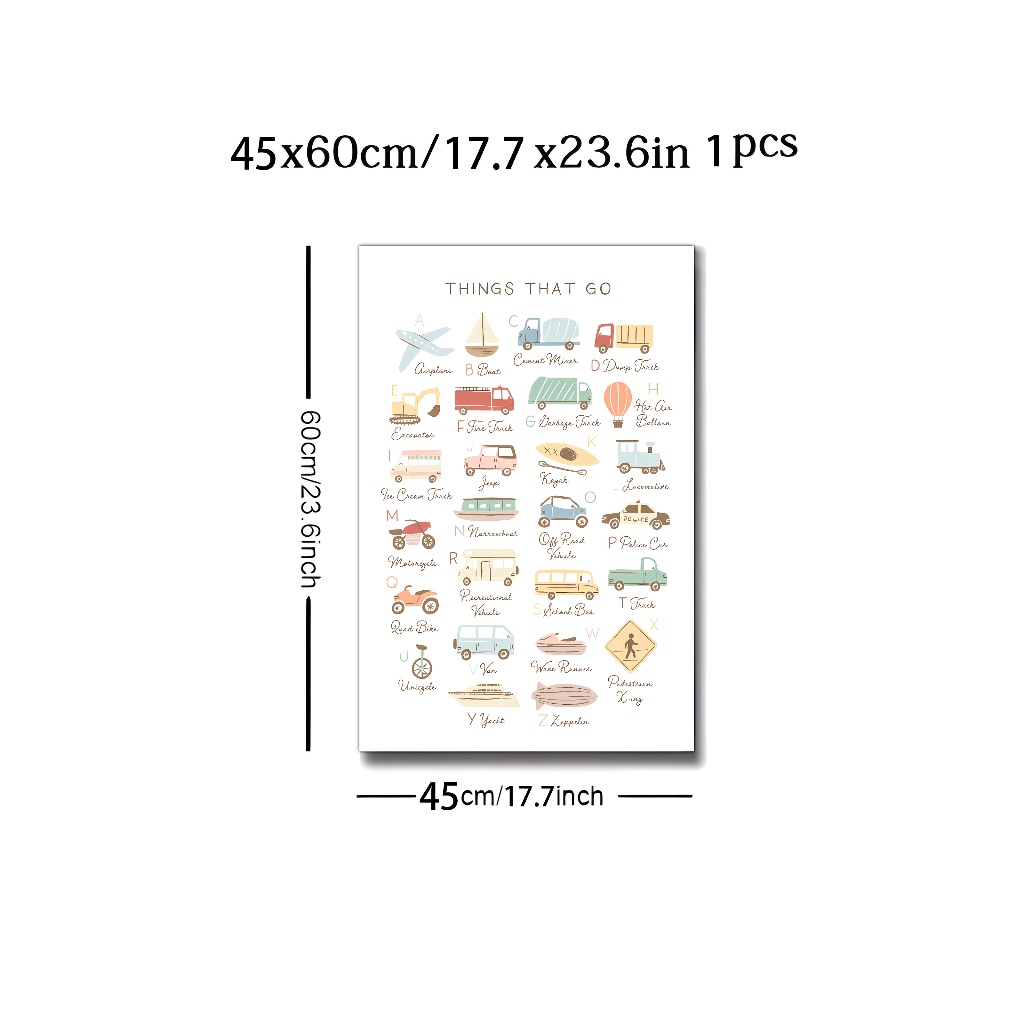 45x60cm/17.7 x23.6in 1pcs
60cm/23.6inch
THINGS THAT GO
A
Airplane
B Boat
C
Cement Mixer
D Dump Truck
E
Excavator
F Fire Truck
G Garbage Truck
H
Hot Air
Balloon
I
Ice Cream Truck
J
Jeep
K
Kayak
Locomotive
M
Motorcycle
N Narrowboat
O
Off Road
Vehicle
POLICE
P Police Car
Q
Quad Bike
R
Recreational
Vehicle
S School Bus
T Truck
U
Unicycle
V Van
W
Wave Runner
X
Pedestrian
X-ing
Y Yacht
Z Zeppelin
45cm/17.7inch